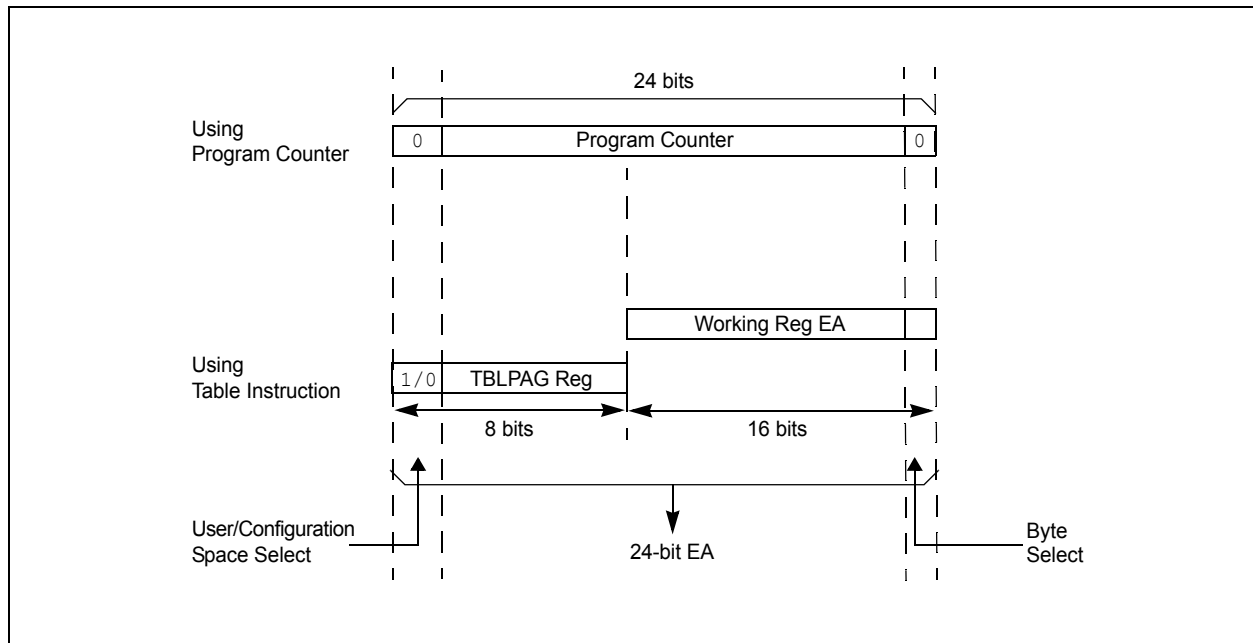 24 bits
Using
Program Counter
0
Program Counter
0
Working Reg EA
Using
Table Instruction
1/0
TBLPAG Reg
8 bits
16 bits
User/Configuration
Space Select
24-bit EA
Byte
Select